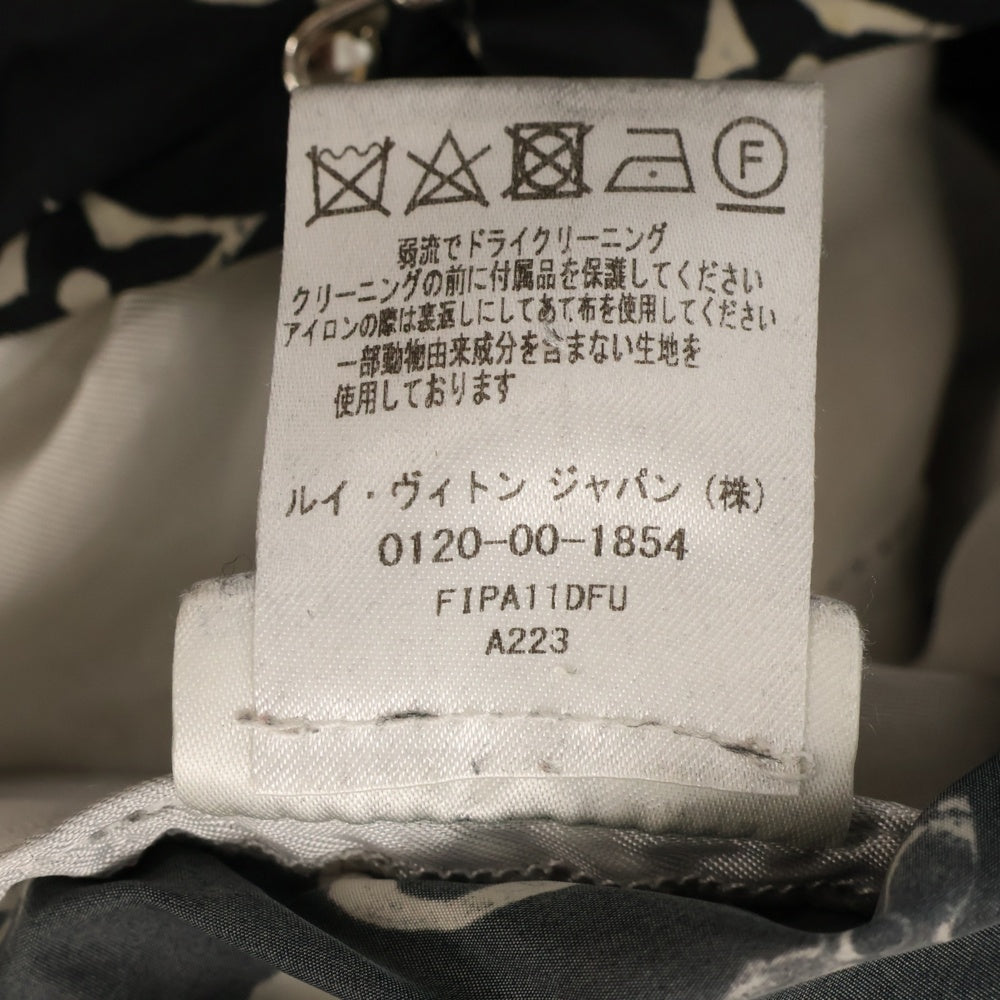 F
弱流でドライクリーニング
クリーニングの前に付属品を保護してください
アイロンの際は裏返しにしてあて布を使用してください
一部動物由来成分を含まない生地を
使用しております
ルイ・ヴィトン ジャパン (株)
0120-00-1854
FIPA11DFU
A223